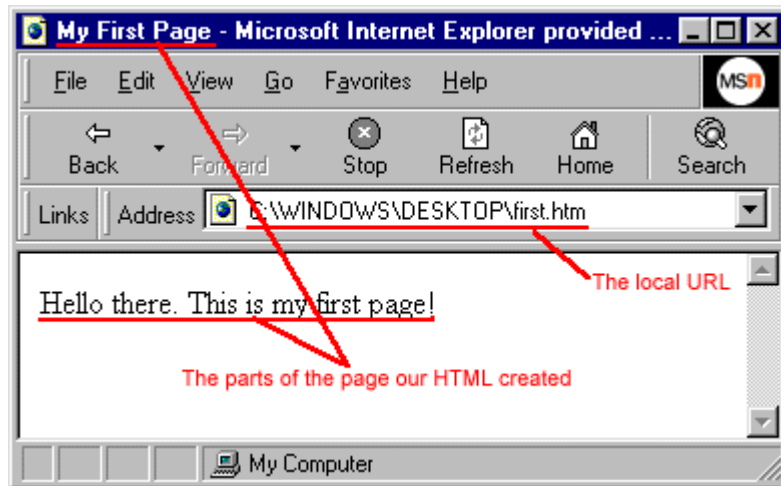 My First Page - Microsoft Internet Explorer provided ...
File Edit View Go Favorites Help
msn
Back Forward Stop Refresh Home Search
Links Address C:\WINDOWS\DESKTOP\first.htm
The local URL
Hello there. This is my first page!
The parts of the page our HTML created
My Computer